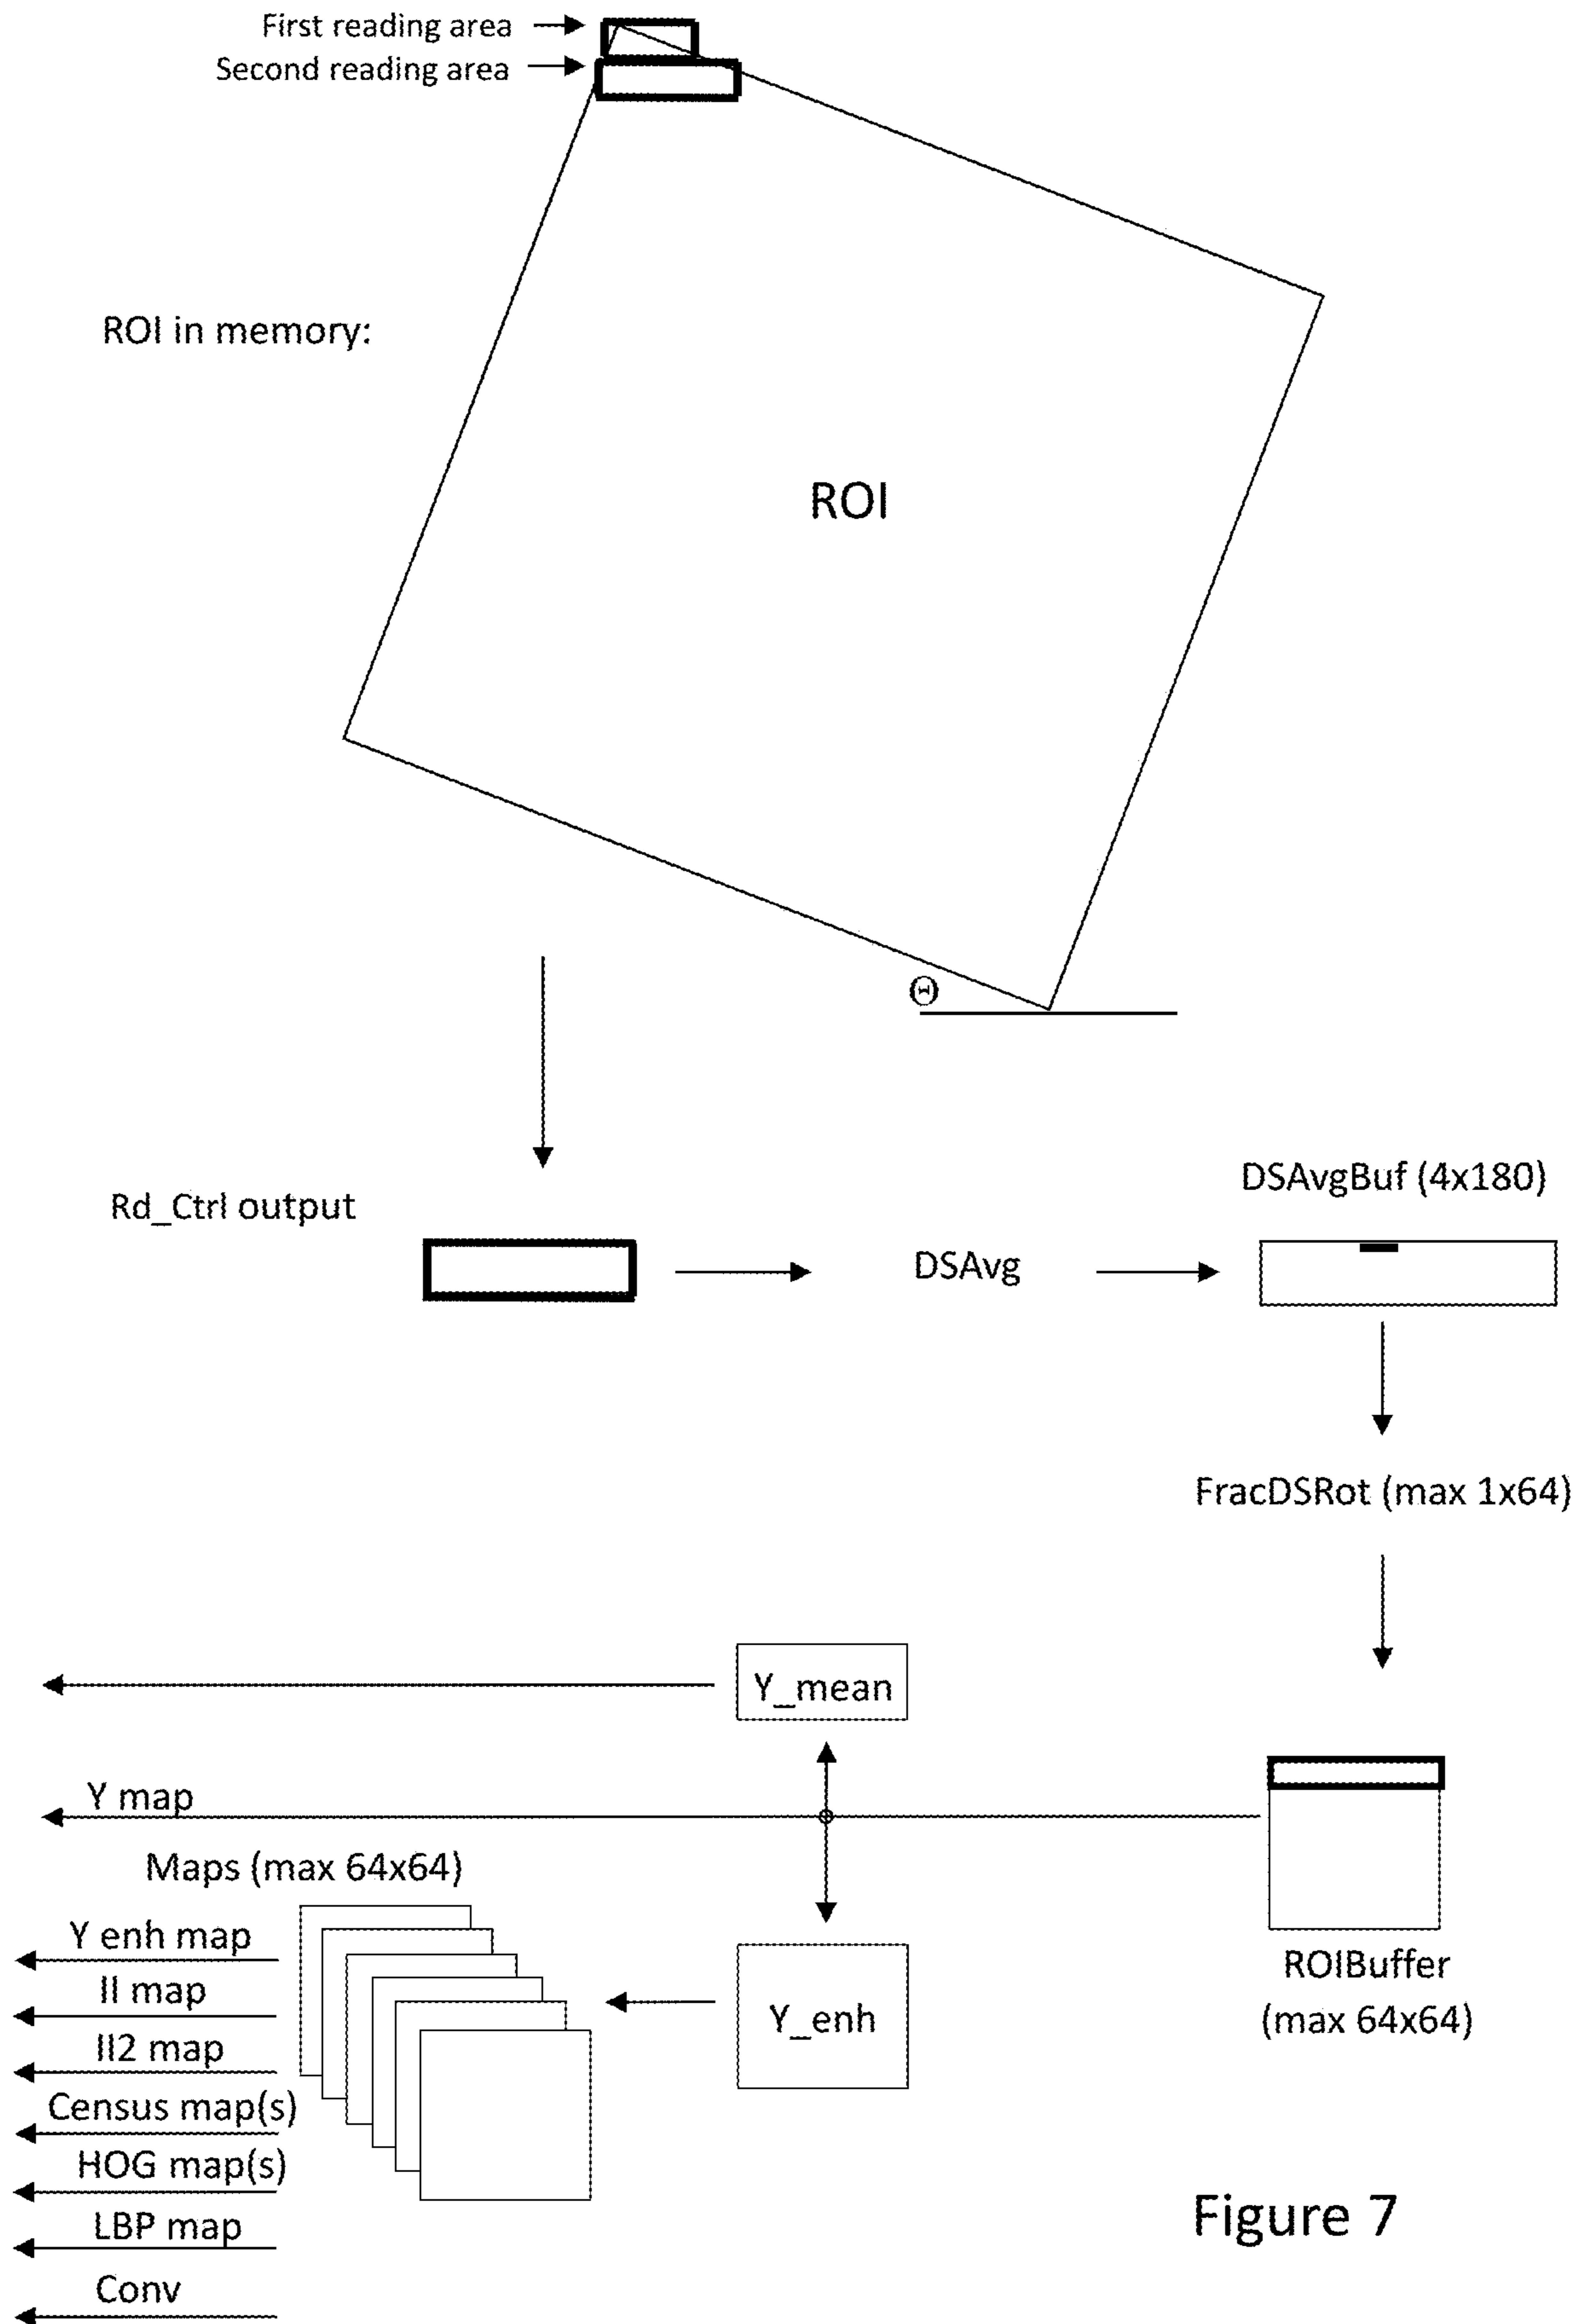 First reading area
Second reading area
ROI in memory:
ROI
Θ
Rd_Ctrl output
DSAvg
DSAvgBuf (4x180)
FracDSRot (max 1x64)
Y_mean
Y map
Maps (max 64x64)
Y enh map
II map
II2 map
Census map(s)
HOG map(s)
LBP map
Conv
Y_enh
ROIBuffer
(max 64x64)
Figure 7